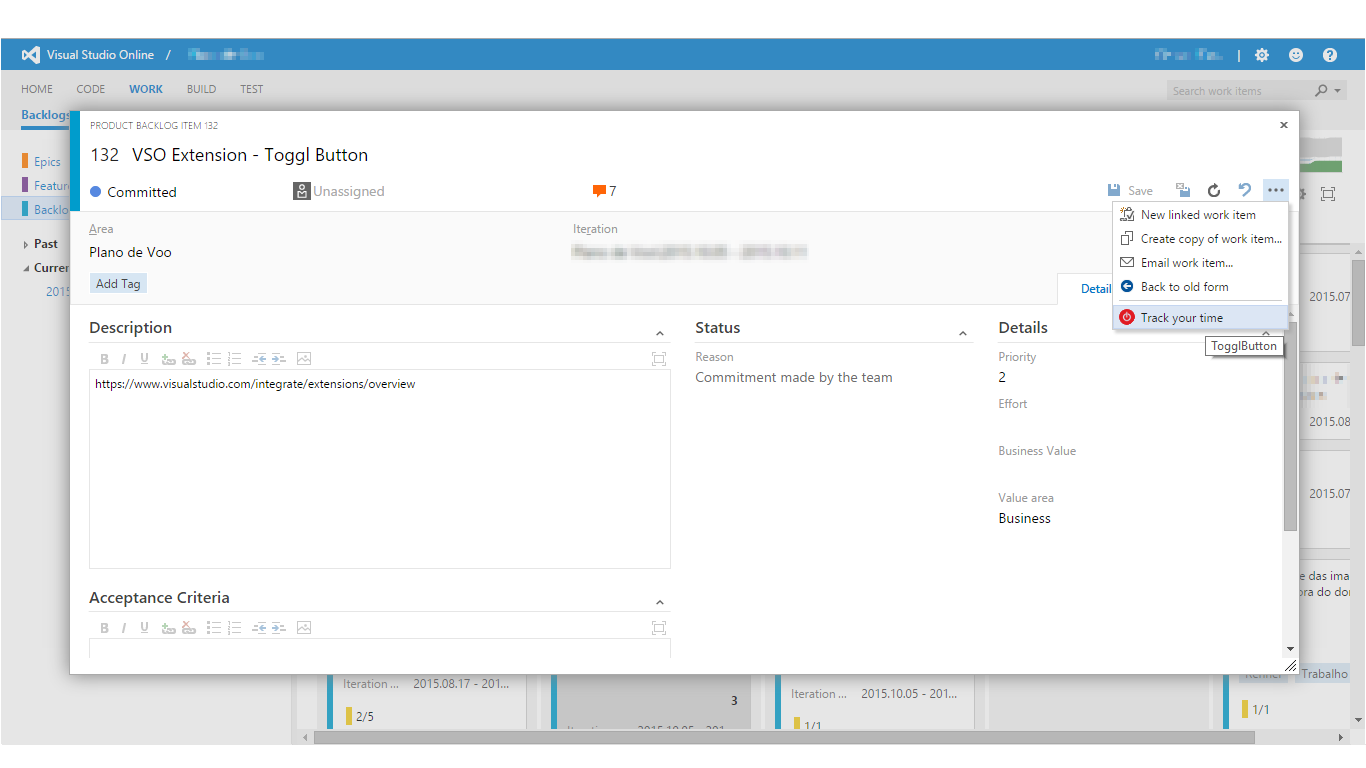 Visual Studio Online /
|
HOME CODE WORK BUILD TEST
Search work items
Backlogs
Epics
Featur
Backlo
Past
Curre
2015
PRODUCT BACKLOG ITEM 132
132 VSO Extension - Toggl Button
Committed
Unassigned
7
Save
New linked work item
Create copy of work item...
Email work item...
Back to old form
Track your time
TogglButton
Area
Plano de Voo
Iteration
Add Tag
Detail
Description
https://www.visualstudio.com/integrate/extensions/overview
Acceptance Criteria
Status
Reason
Commitment made by the team
Details
Priority
2
Effort
Business Value
Value area
Business
2015.07
2015.08
2015.07
e das ima
ora do do
Trabalho
Iteration ... 2015.08.17 - 201...
2/5
3
Iteration ... 2015.10.05 - 201...
1/1
1/1